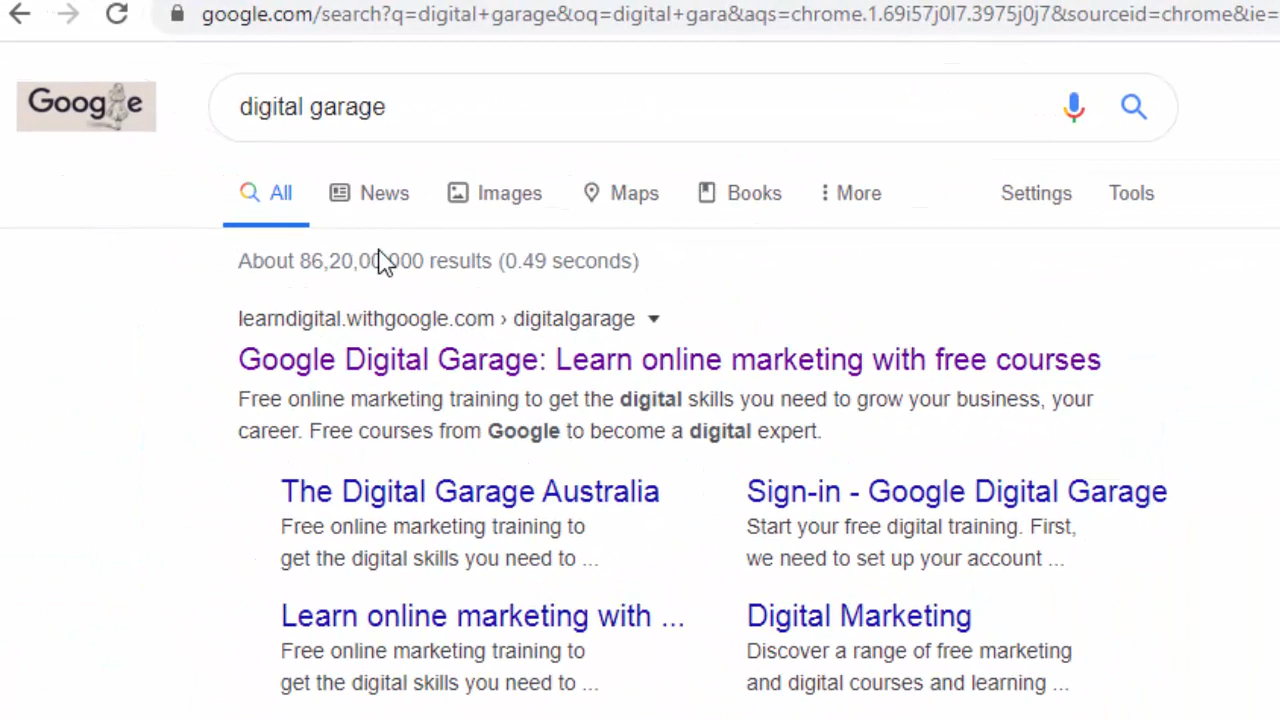 google.com/search?q=digital+garage&oq=digital+gara&aqs=chrome.1.69i57j0l7.3975j0j7&sourceid=chrome&ie=
Google
digital garage
All News Images Maps Books More Settings Tools
About 86,20,00,000 results (0.49 seconds)
learndigital.withgoogle.com › digitalgarage
Google Digital Garage: Learn online marketing with free courses
Free online marketing training to get the digital skills you need to grow your business, your
career. Free courses from Google to become a digital expert.
The Digital Garage Australia
Free online marketing training to
get the digital skills you need to ...
Sign-in - Google Digital Garage
Start your free digital training. First,
we need to set up your account ...
Learn online marketing with ...
Free online marketing training to
get the digital skills you need to ...
Digital Marketing
Discover a range of free marketing
and digital courses and learning ...